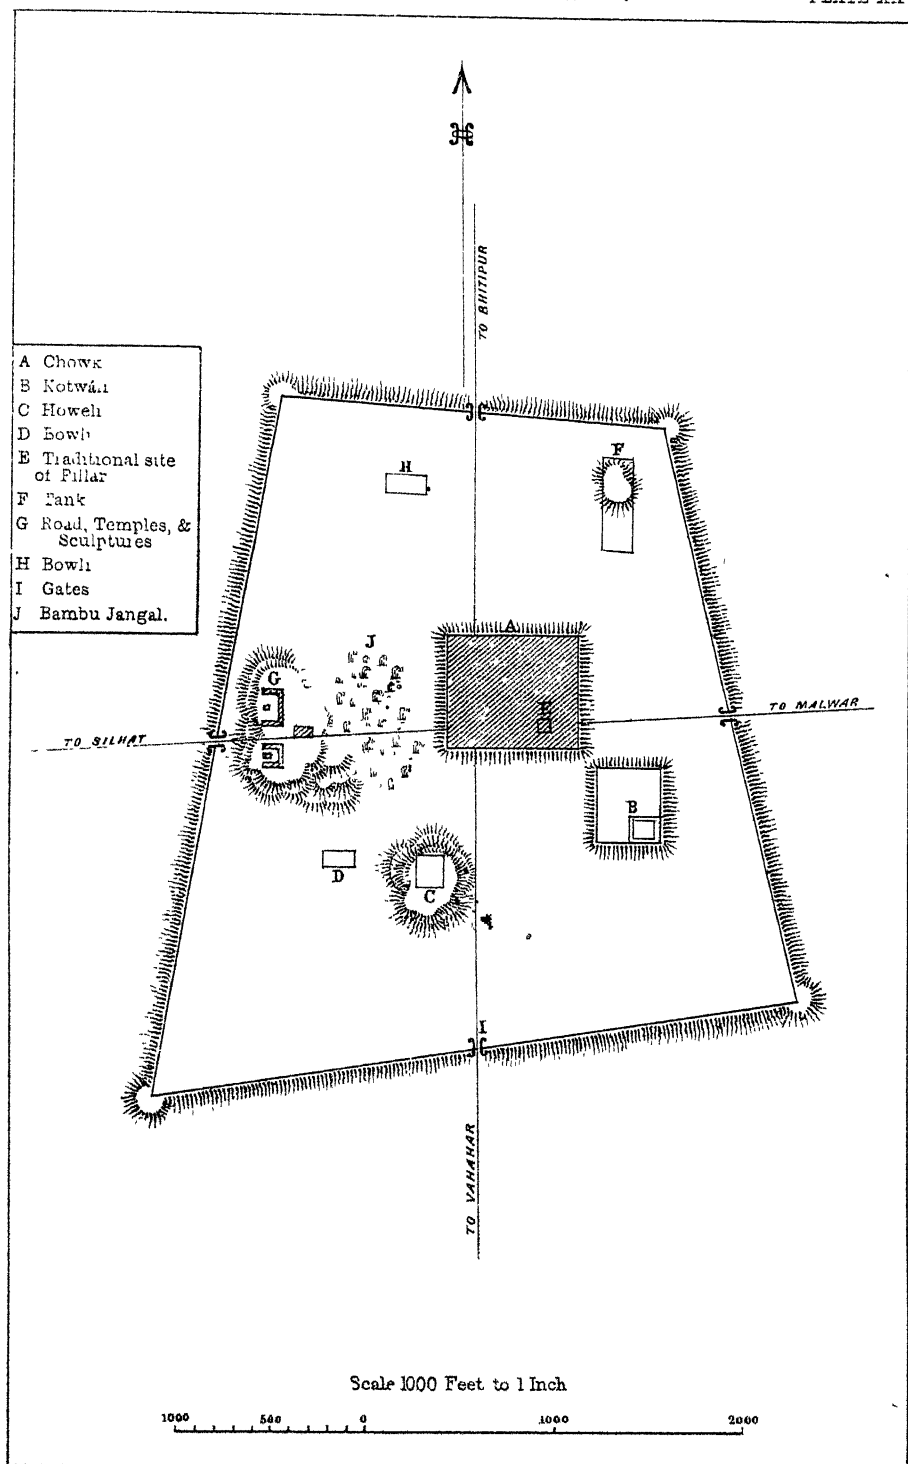 TO BHITIPUR
A Chowk
B Kotwáli
C Howeli
D Bowli
E Traditional site
of Pillar
F Tank
G Road, Temples, &
Sculptures
H Bowli
I Gates
J Bambu Jangal.
H
F
A
J
G
E
TO SILHAT
TO MALWAR
B
D
C
I
TO VAHAHAR
Scale 1000 Feet to 1 Inch
1000 500 0 1000 2000